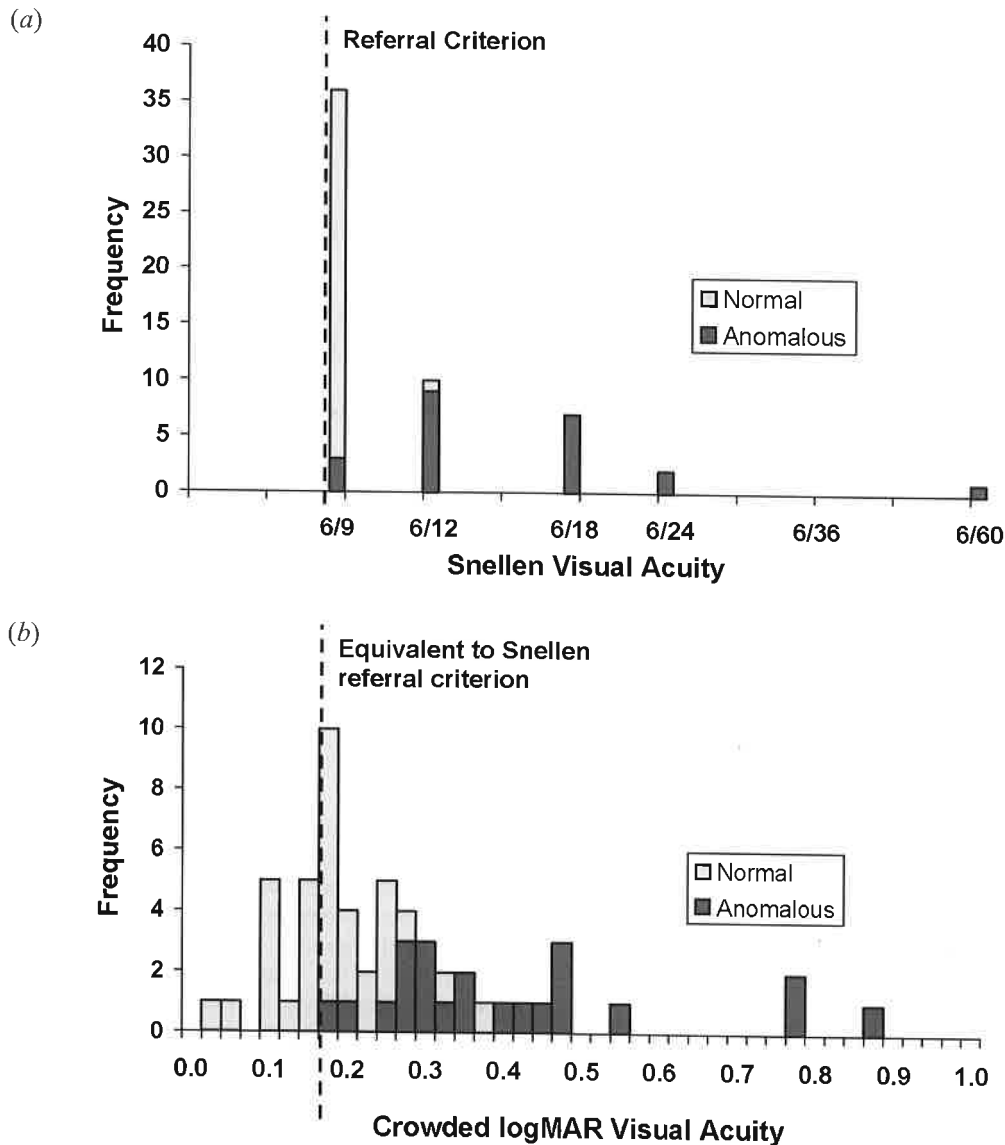 (a)
Referral Criterion
40
35
30
25
20
15
10
5
0
Frequency
Normal
Anomalous
6/9 6/12 6/18 6/24 6/36 6/60
Snellen Visual Acuity
(b)
Equivalent to Snellen
referral criterion
12
10
8
6
4
2
0
Frequency
Normal
Anomalous
0.0 0.1 0.2 0.3 0.4 0.5 0.6 0.7 0.8 0.9 1.0
Crowded logMAR Visual Acuity